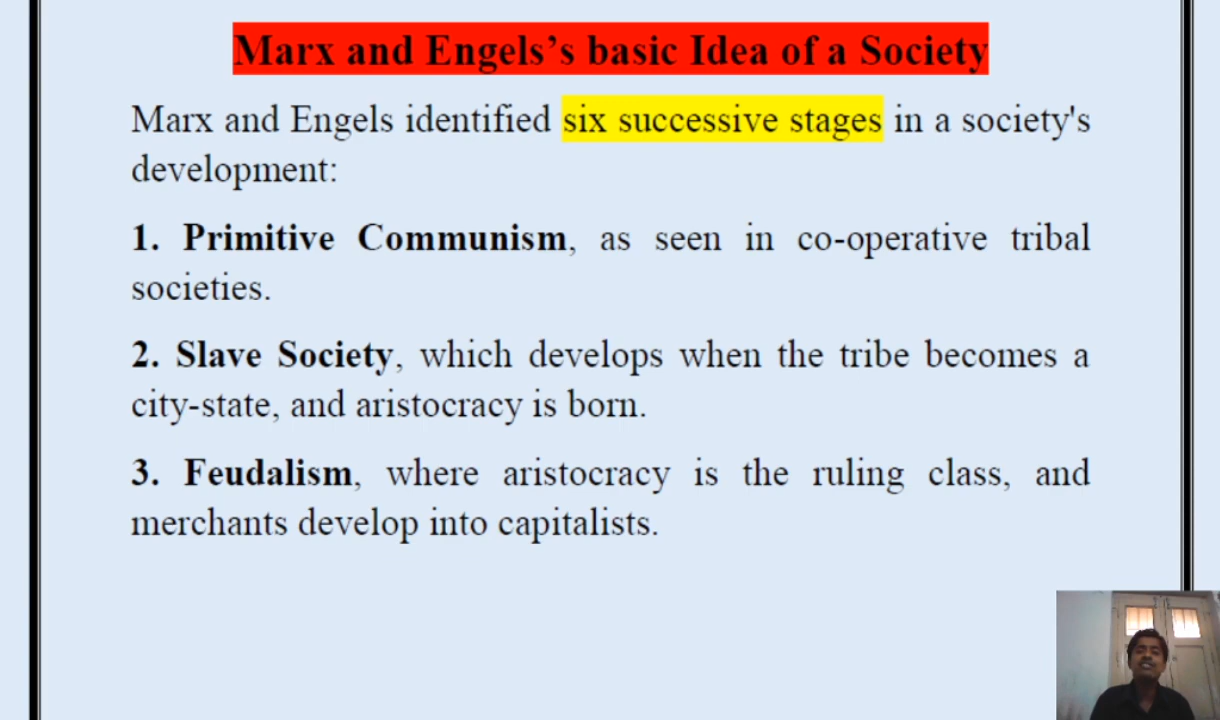 Marx and Engels’s basic Idea of a Society
Marx and Engels identified six successive stages in a society's
development:
1. Primitive Communism, as seen in co-operative tribal
societies.
2. Slave Society, which develops when the tribe becomes a
city-state, and aristocracy is born.
3. Feudalism, where aristocracy is the ruling class, and
merchants develop into capitalists.